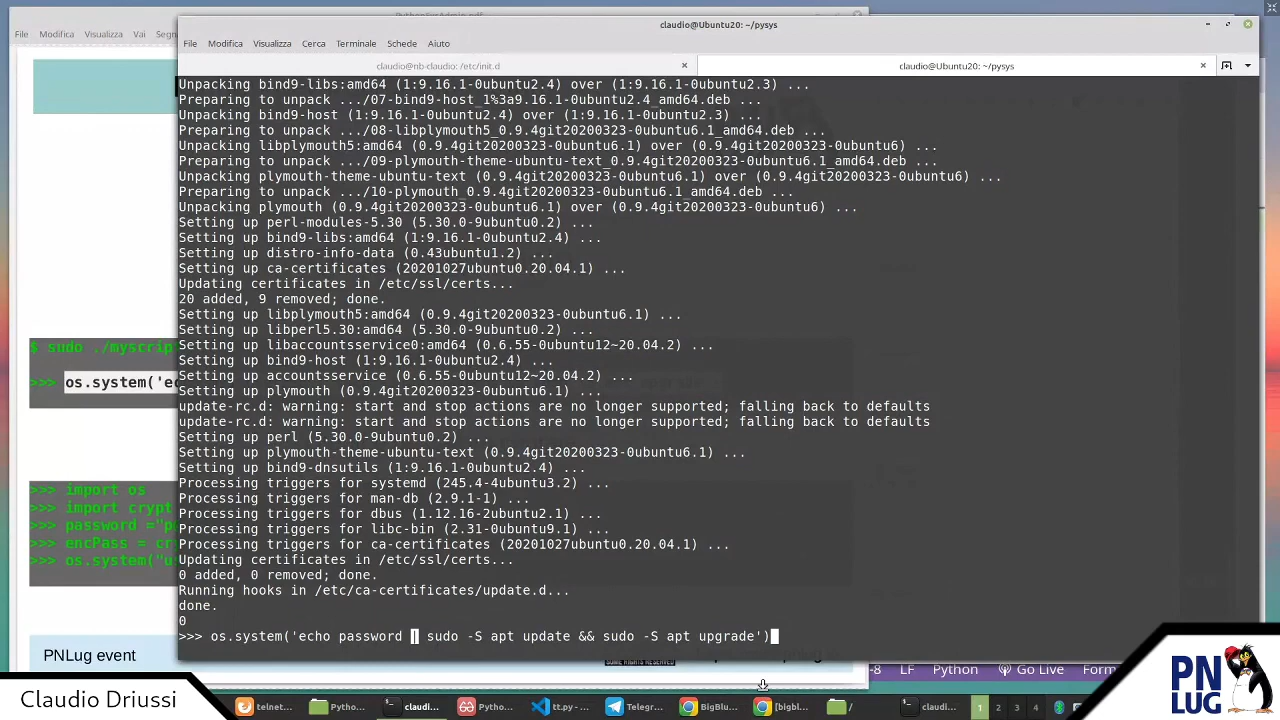 claudio@Ubuntu20: ~/pysys
File Modifica Visualizza Vai
File Modifica Visualizza Cerca Terminale Schede Aiuto
claudio@nb-claudio: /etc/init.d
claudio@Ubuntu20: ~/pysys
Unpacking bind9-libs:amd64 (1:9.16.1-0ubuntu2.4) over (1:9.16.1-0ubuntu2.3) ...
Preparing to unpack .../07-bind9-host_1%3a9.16.1-0ubuntu2.4_amd64.deb ...
Unpacking bind9-host (1:9.16.1-0ubuntu2.4) over (1:9.16.1-0ubuntu2.3) ...
Preparing to unpack .../08-libplymouth5_0.9.4git20200323-0ubuntu6.1_amd64.deb ...
Unpacking libplymouth5:amd64 (0.9.4git20200323-0ubuntu6.1) over (0.9.4git20200323-0ubuntu6) ...
Preparing to unpack .../09-plymouth-theme-ubuntu-text_0.9.4git20200323-0ubuntu6.1_amd64.deb ...
Unpacking plymouth-theme-ubuntu-text (0.9.4git20200323-0ubuntu6.1) over (0.9.4git20200323-0ubuntu6) ...
Preparing to unpack .../10-plymouth_0.9.4git20200323-0ubuntu6.1_amd64.deb ...
Unpacking plymouth (0.9.4git20200323-0ubuntu6.1) over (0.9.4git20200323-0ubuntu6) ...
Setting up perl-modules-5.30 (5.30.0-9ubuntu0.2) ...
Setting up bind9-libs:amd64 (1:9.16.1-0ubuntu2.4) ...
Setting up distro-info-data (0.43ubuntu1.2) ...
Setting up ca-certificates (20201027ubuntu0.20.04.1) ...
Updating certificates in /etc/ssl/certs...
20 added, 9 removed; done.
Setting up libplymouth5:amd64 (0.9.4git20200323-0ubuntu6.1) ...
Setting up libperl5.30:amd64 (5.30.0-9ubuntu0.2) ...
Setting up libaccountsservice0:amd64 (0.6.55-0ubuntu12~20.04.2) ...
Setting up bind9-host (1:9.16.1-0ubuntu2.4) ...
Setting up accountsservice (0.6.55-0ubuntu12~20.04.2) ...
Setting up plymouth (0.9.4git20200323-0ubuntu6.1) ...
update-rc.d: warning: start and stop actions are no longer supported; falling back to defaults
update-rc.d: warning: start and stop actions are no longer supported; falling back to defaults
Setting up perl (5.30.0-9ubuntu0.2) ...
Setting up plymouth-theme-ubuntu-text (0.9.4git20200323-0ubuntu6.1) ...
Setting up bind9-dnsutils (1:9.16.1-0ubuntu2.4) ...
Processing triggers for systemd (245.4-4ubuntu3.2) ...
Processing triggers for man-db (2.9.1-1) ...
Processing triggers for dbus (1.12.16-2ubuntu2.1) ...
Processing triggers for libc-bin (2.31-0ubuntu9.1) ...
Processing triggers for ca-certificates (20201027ubuntu0.20.04.1) ...
Updating certificates in /etc/ssl/certs...
0 added, 0 removed; done.
Running hooks in /etc/ca-certificates/update.d...
done.
0
>>> os.system('echo password | sudo -S apt update && sudo -S apt upgrade')
$ sudo ./myscrip
>>> os.system('ec
>>> import os
>>> import crypt
>>> password ="p
>>> encPass = cr
>>> os.system("u
PNLug event
SOME RIGHTS RESERVED
-8 LF Python Go Live Form
PN
LUG
Claudio Driussi
telnet... Pytho... claudi... Pytho... tt.py -... Telegr... BigBlu... [bigbl... / claudi... 1 2 3 4